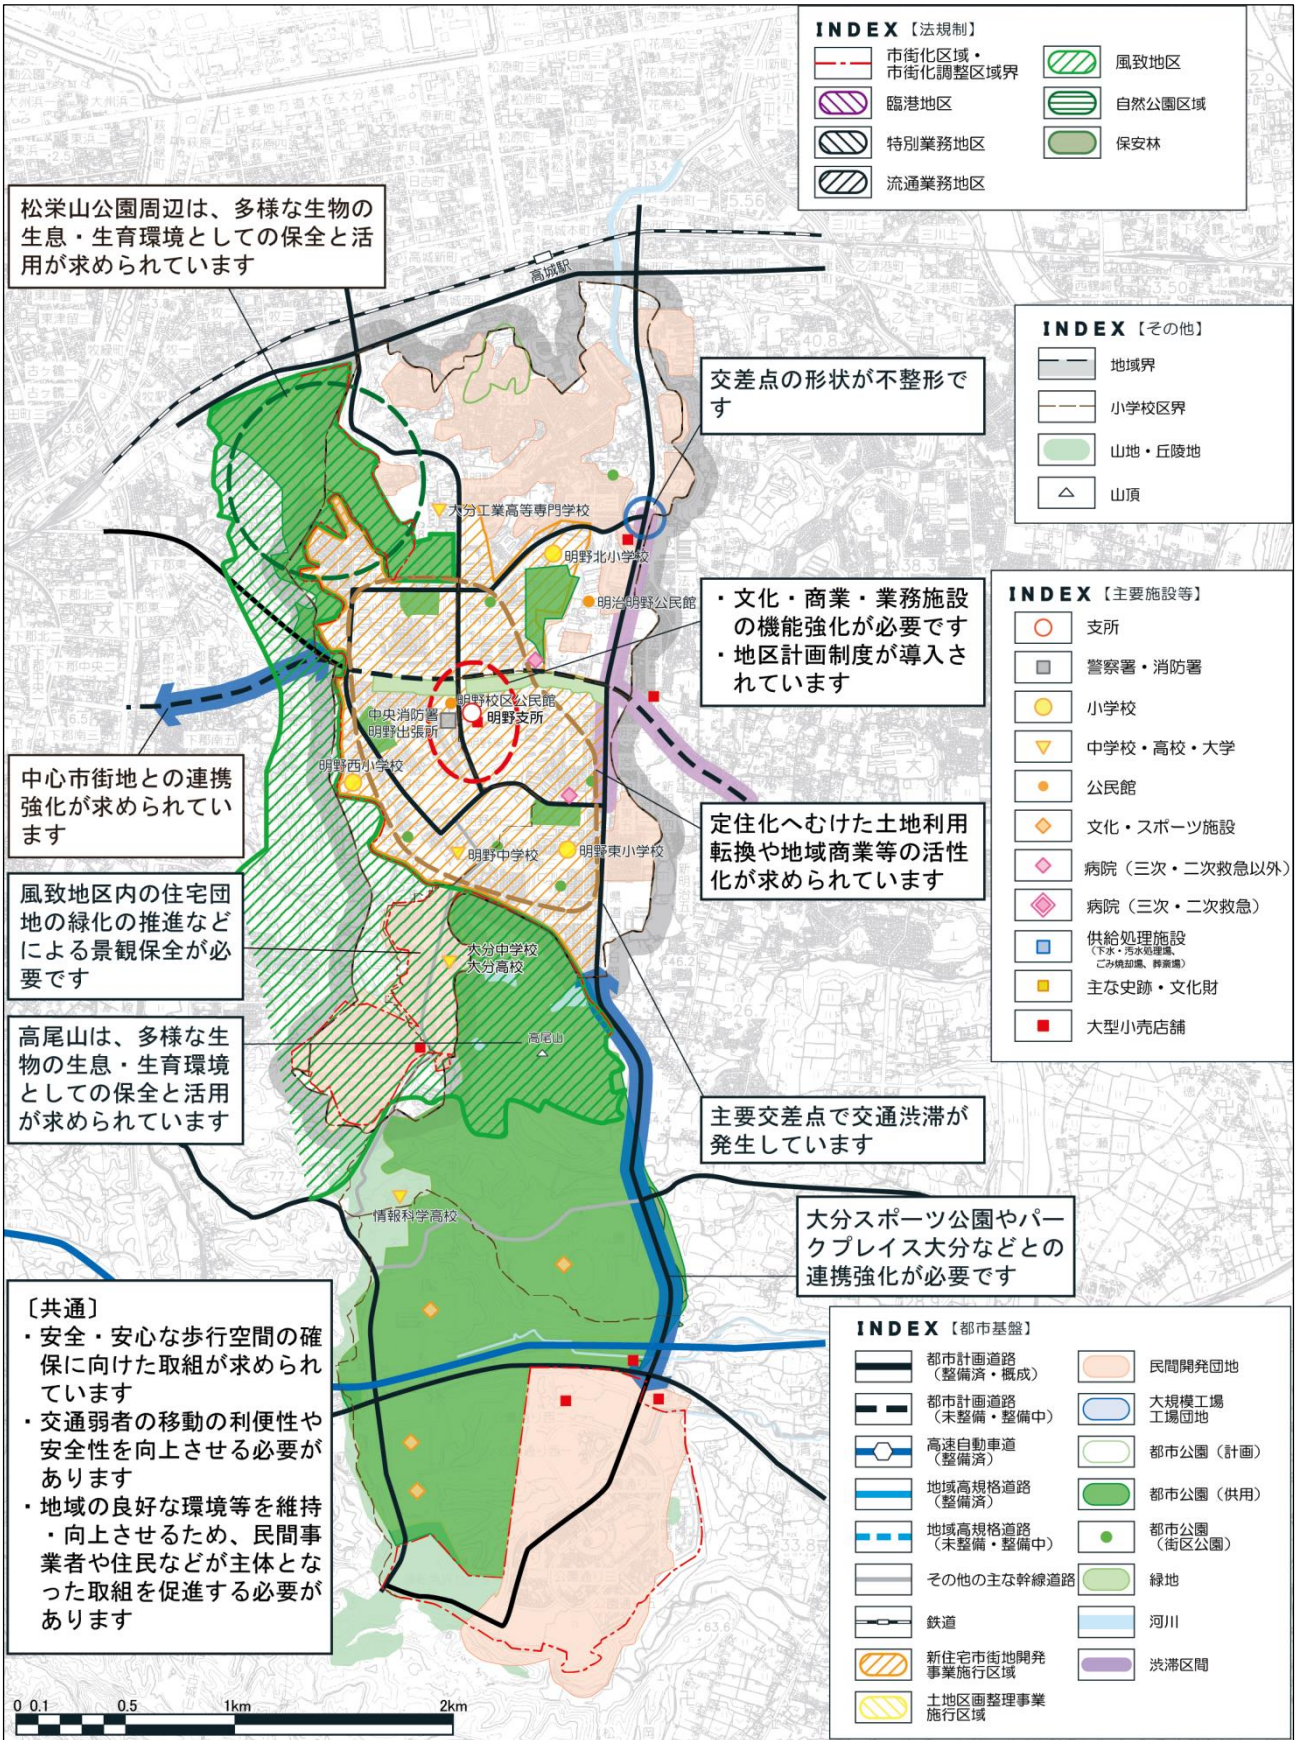 INDEX【法規制】
市街化区域・
市街化調整区域界
臨港地区
特別業務地区
流通業務地区
風致地区
自然公園区域
保安林
松栄山公園周辺は、多様な生物の
生息・生育環境としての保全と活
用が求められています
高城駅
INDEX【その他】
地域界
小学校区界
山地・丘陵地
山頂
交差点の形状が不整形で
す
大分工業高等専門学校
明野北小学校
明治明野公民館
・文化・商業・業務施設
の機能強化が必要です
・地区計画制度が導入さ
れています
INDEX【主要施設等】
支所
警察署・消防署
小学校
中学校・高校・大学
公民館
文化・スポーツ施設
病院（三次・二次救急以外）
病院（三次・二次救急）
供給処理施設
（下水・汚水処理場、
ごみ焼却場、葬斎場）
主な史跡・文化財
大型小売店舗
明野校区公民館
中央消防署
明野出張所
明野支所
明野西小学校
中心市街地との連携
強化が求められてい
ます
定住化へむけた土地利用
転換や地域商業等の活性
化が求められています
明野中学校
明野東小学校
風致地区内の住宅団
地の緑化の推進など
による景観保全が必
要です
大分中学校
大分高校
高尾山は、多様な生
物の生息・生育環境
としての保全と活用
が求められています
高尾山
主要交差点で交通渋滞が
発生しています
情報科学高校
大分スポーツ公園やパー
クプレイス大分などとの
連携強化が必要です
〔共通〕
・安全・安心な歩行空間の確
保に向けた取組が求められ
ています
・交通弱者の移動の利便性や
安全性を向上させる必要が
あります
・地域の良好な環境等を維持
・向上させるため、民間事
業者や住民などが主体とな
った取組を促進する必要が
あります
INDEX【都市基盤】
都市計画道路
（整備済・概成）
都市計画道路
（未整備・整備中）
高速自動車道
（整備済）
地域高規格道路
（整備済）
地域高規格道路
（未整備・整備中）
その他の主な幹線道路
鉄道
新住宅市街地開発
事業施行区域
土地区画整理事業
施行区域
民間開発団地
大規模工場
工場団地
都市公園（計画）
都市公園（供用）
都市公園
（街区公園）
緑地
河川
渋滞区間
0 0.1 0.5 1km 2km